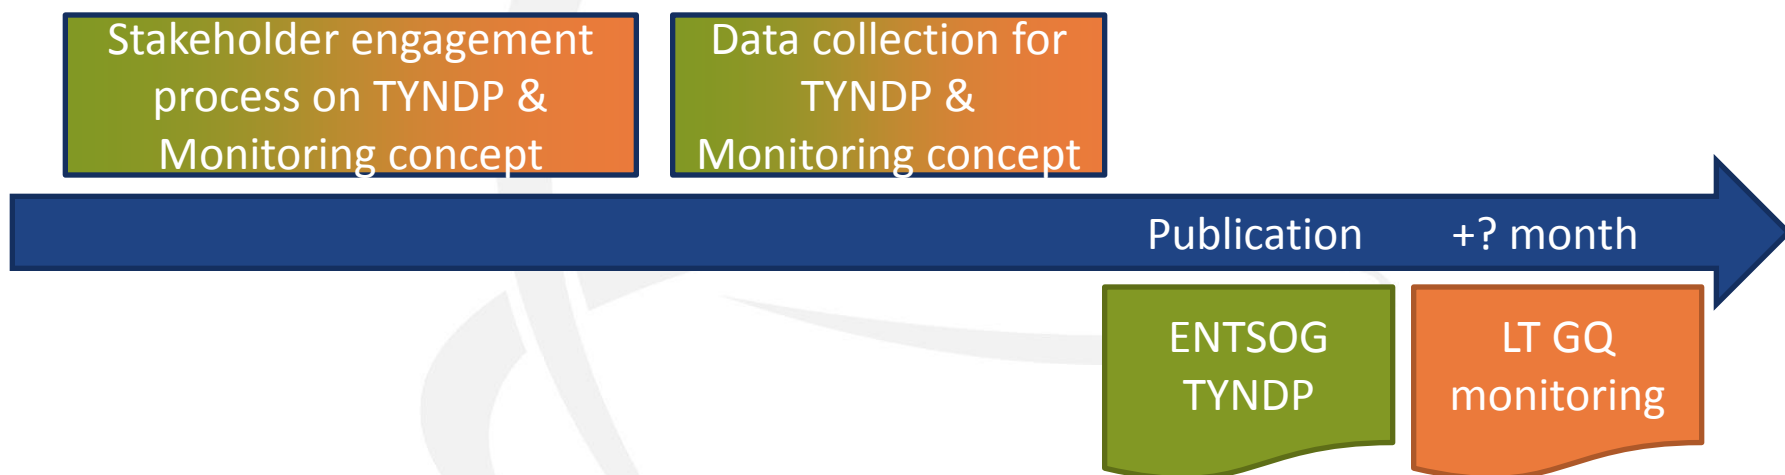 Stakeholder engagement
process on TYNDP &
Monitoring concept
Data collection for
TYNDP &
Monitoring concept
Publication
+? month
ENTSOG
TYNDP
LT GQ
monitoring